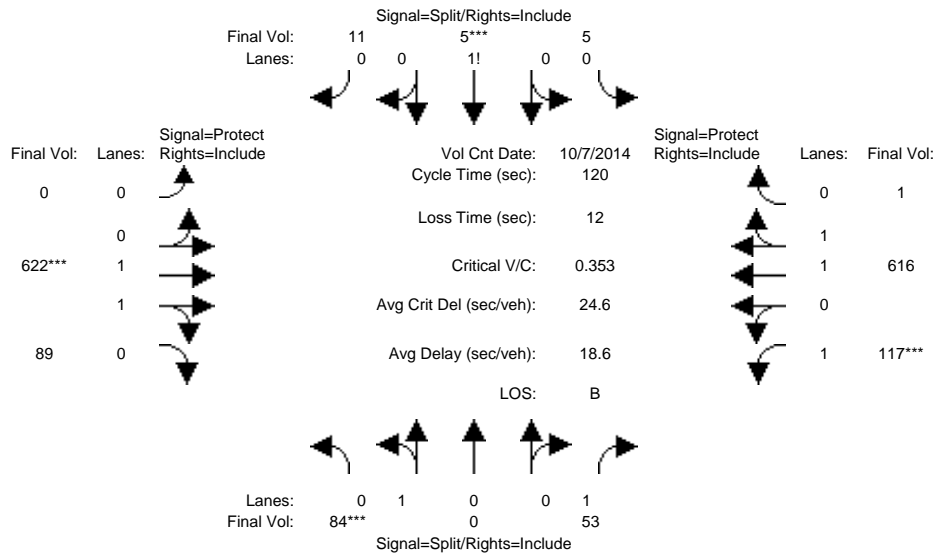 Signal=Split/Rights=Include
Final Vol: 11 5*** 5
Lanes: 0 0 1! 0 0
Signal=Protect Signal=Protect
Final Vol: Lanes: Rights=Include Vol Cnt Date: 10/7/2014 Rights=Include Lanes: Final Vol:
Cycle Time (sec): 120
0 0 0 1
Loss Time (sec): 12
0 1
622*** 1 Critical V/C: 0.353 1 616
1 Avg Crit Del (sec/veh): 24.6 0
89 0 Avg Delay (sec/veh): 18.6 1 117***
LOS: B
Lanes: 0 1 0 0 1
Final Vol: 84*** 0 53
Signal=Split/Rights=Include